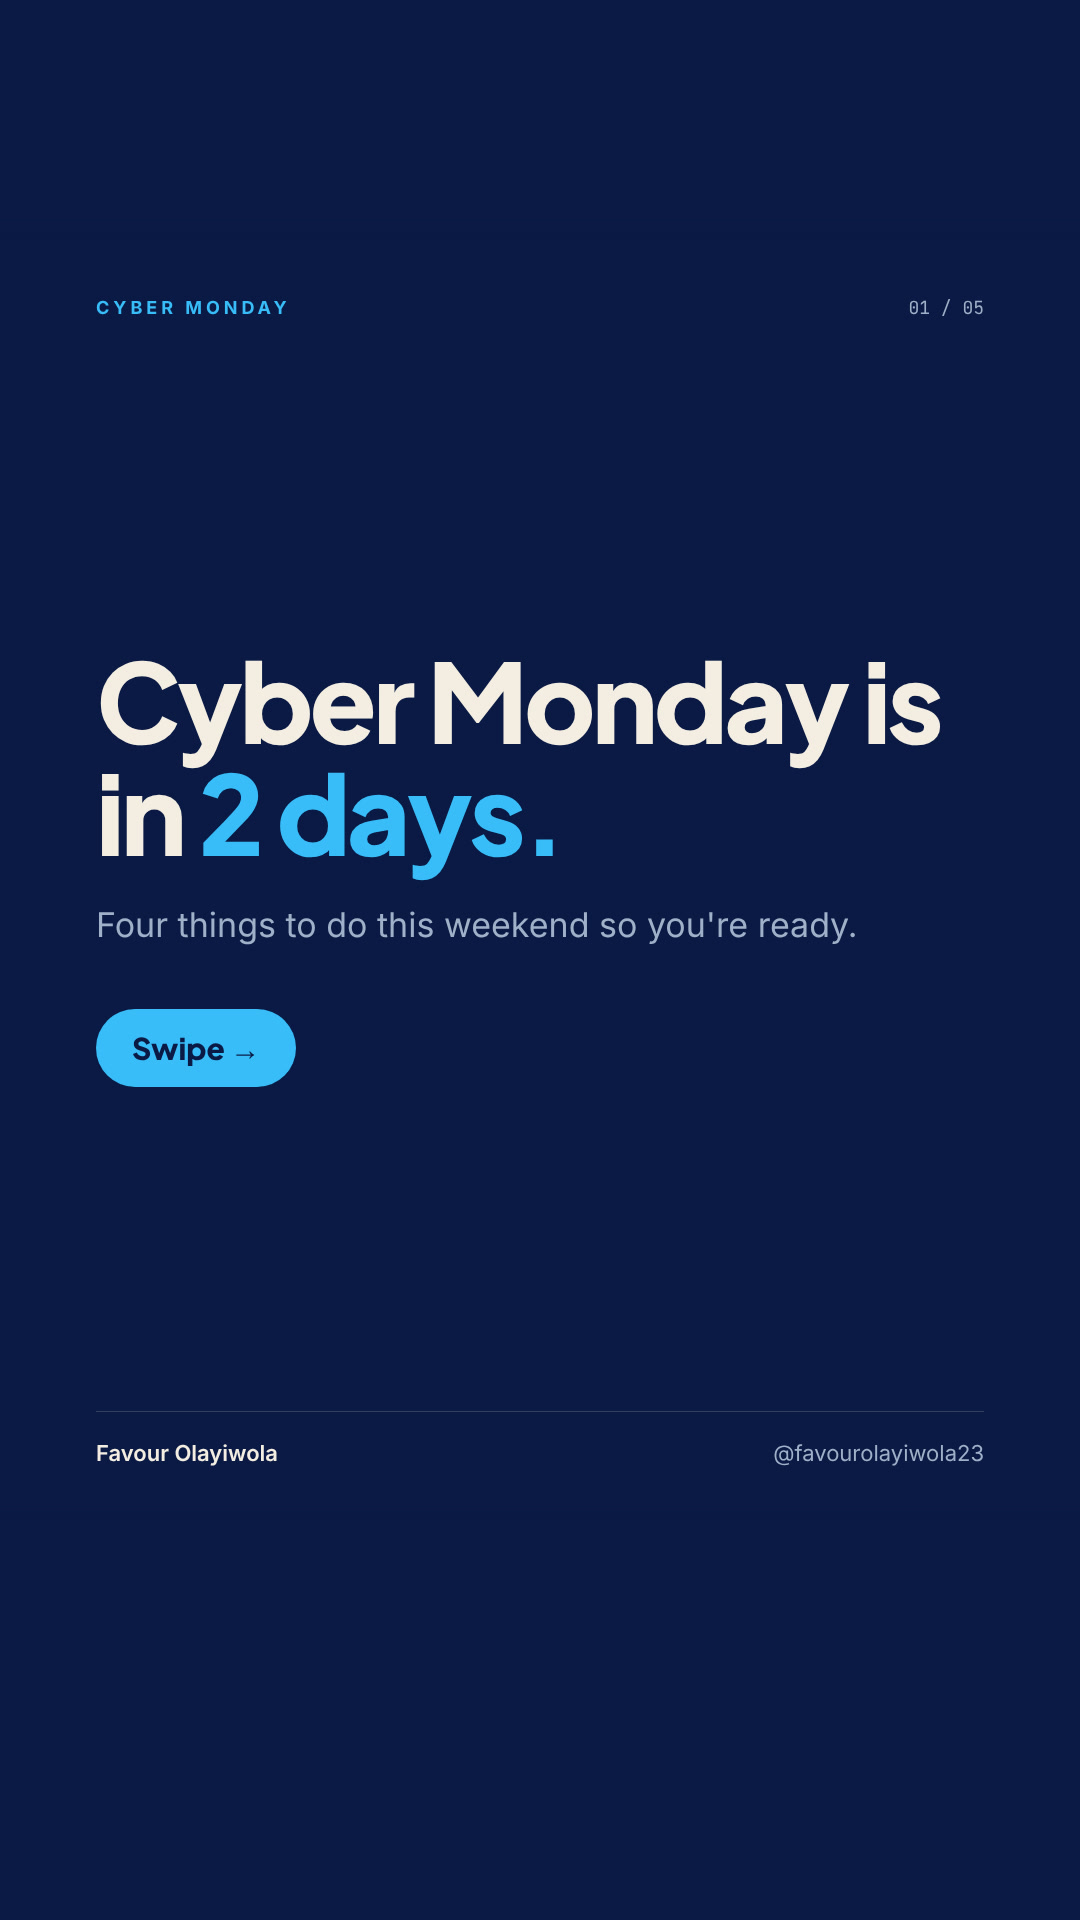 CYBER MONDAY
01 / 05
Cyber Monday is
in 2 days.
Four things to do this weekend so you're ready.
Swipe →
Favour Olayiwola
@favourolayiwola23